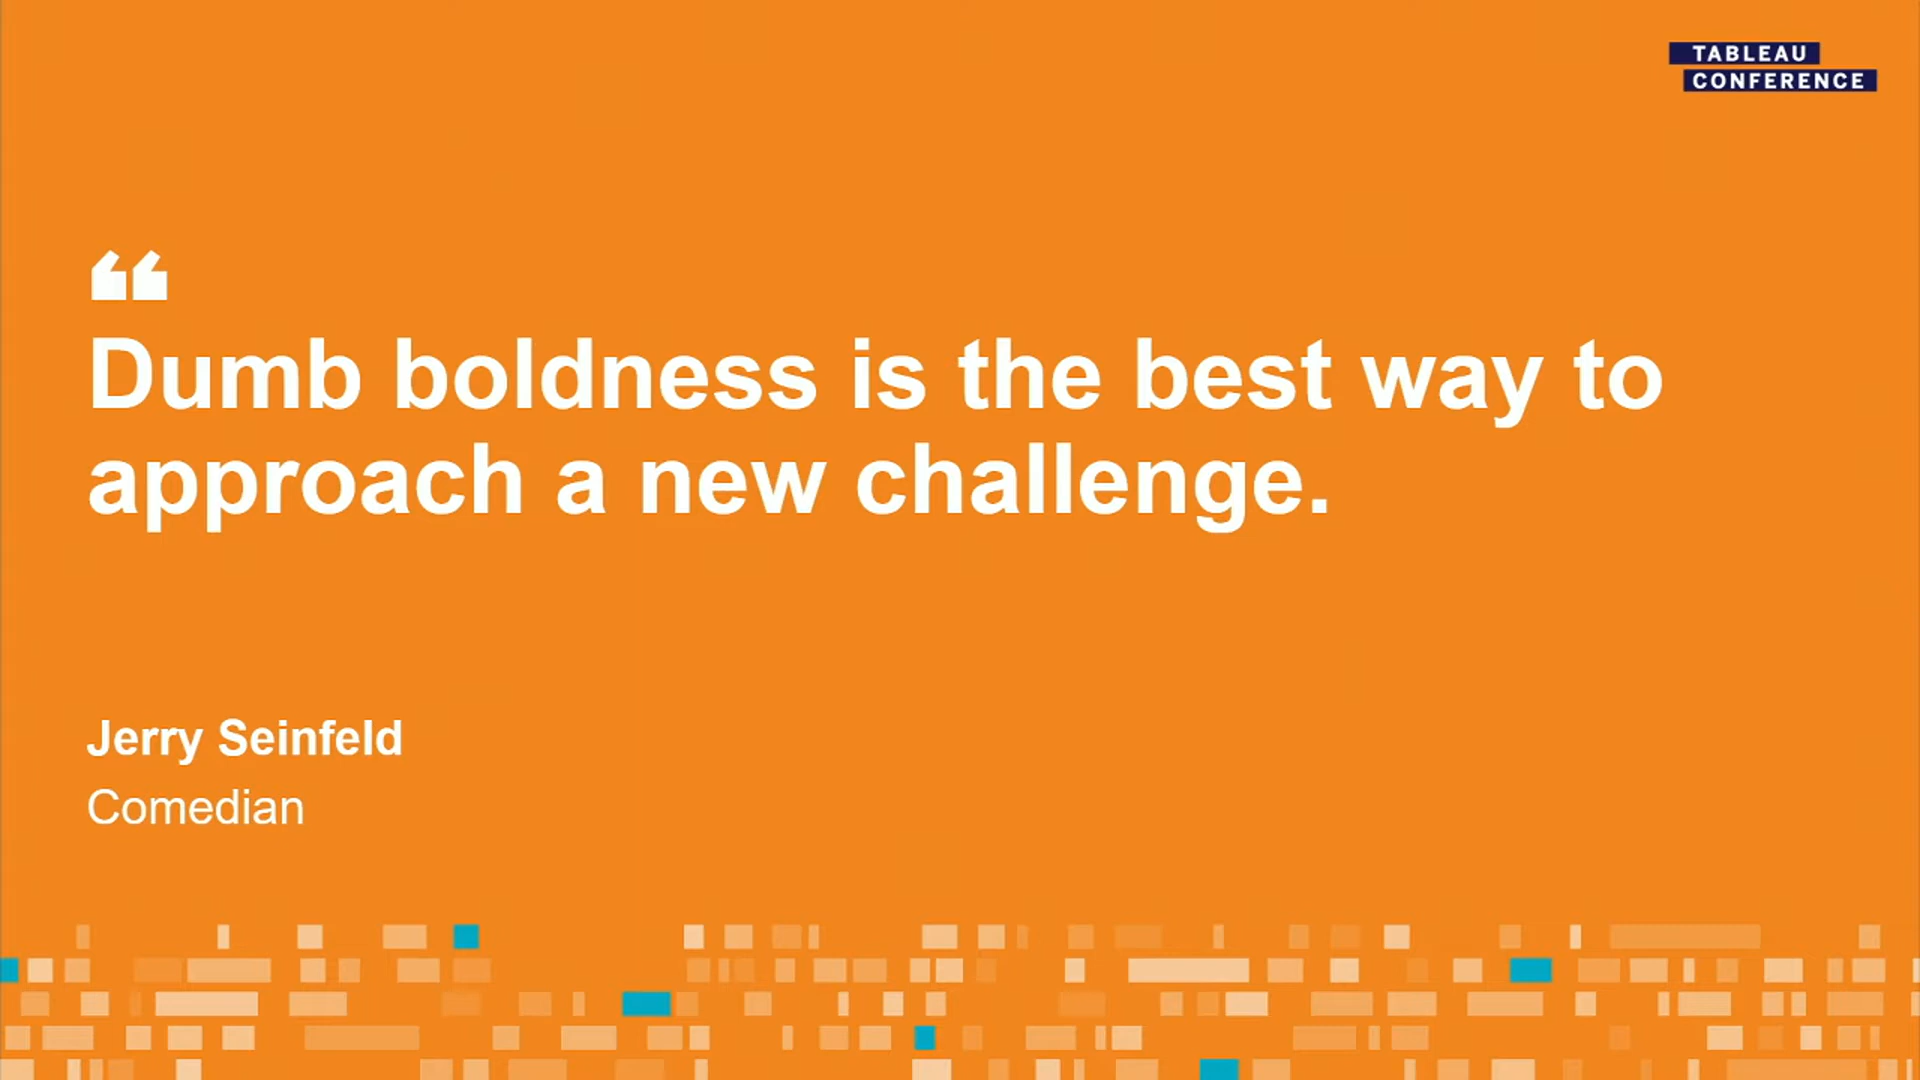 TABLEAU
CONFERENCE
“
Dumb boldness is the best way to
approach a new challenge.
Jerry Seinfeld
Comedian